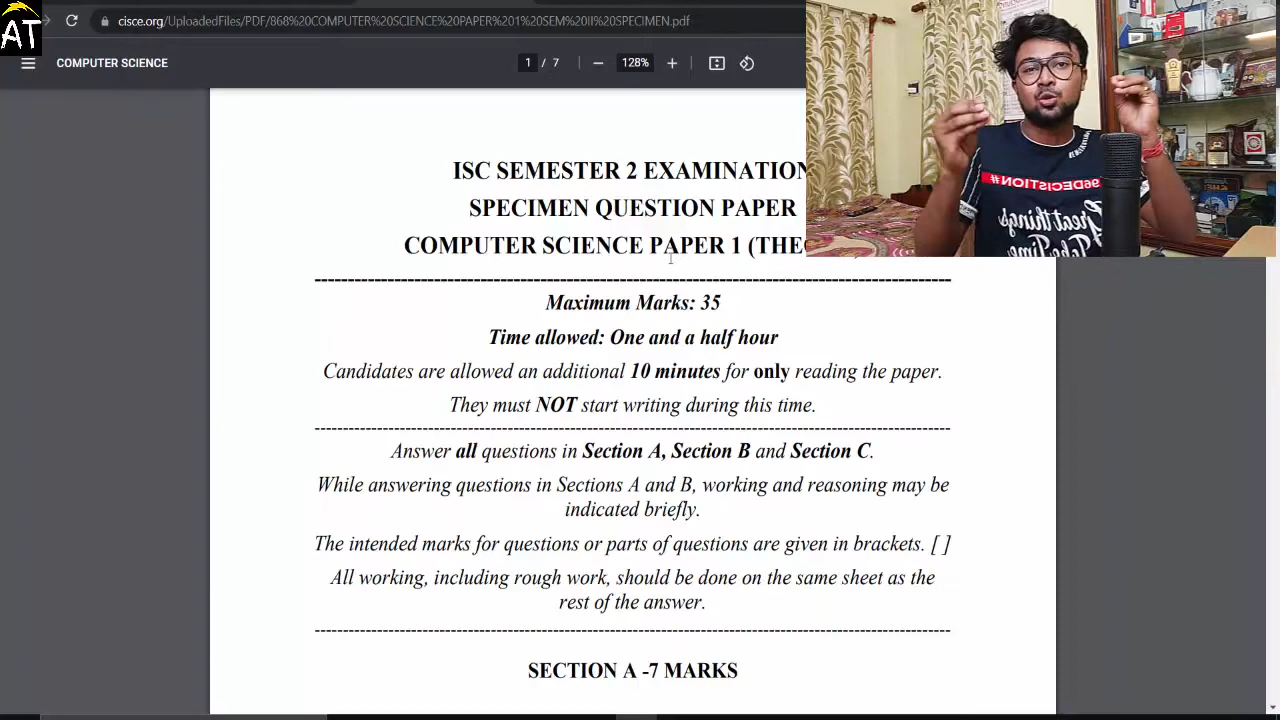 AT
cisce.org/UploadedFiles/PDF/868%20COMPUTER%20SCIENCE%20PAPER%201%20SEM%20II%20SPECIMEN.pdf
COMPUTER SCIENCE
1 / 7
128%
ISC SEMESTER 2 EXAMINATION
SPECIMEN QUESTION PAPER
COMPUTER SCIENCE PAPER 1 (THEO
Maximum Marks: 35
Time allowed: One and a half hour
Candidates are allowed an additional 10 minutes for only reading the paper.
They must NOT start writing during this time.
Answer all questions in Section A, Section B and Section C.
While answering questions in Sections A and B, working and reasoning may be
indicated briefly.
The intended marks for questions or parts of questions are given in brackets. [ ]
All working, including rough work, should be done on the same sheet as the
rest of the answer.
SECTION A -7 MARKS
#96DECISTION
Great things
Take Time